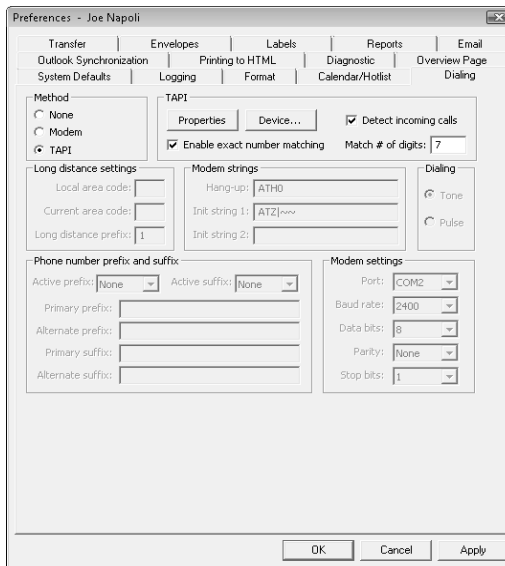 Preferences - Joe Napoli
Transfer Envelopes Labels Reports Email
Outlook Synchronization Printing to HTML Diagnostic Overview Page
System Defaults Logging Format Calendar/Hotlist Dialing
Method
None
Modem
TAPI
TAPI
Properties Device... Detect incoming calls
Enable exact number matching Match # of digits: 7
Long distance settings
Local area code:
Current area code:
Long distance prefix: 1
Modem strings
Hang-up: ATH0
Init string 1: ATZ|~~
Init string 2:
Dialing
Tone
Pulse
Phone number prefix and suffix
Active prefix: None Active suffix: None
Primary prefix:
Alternate prefix:
Primary suffix:
Alternate suffix:
Modem settings
Port: COM2
Baud rate: 2400
Data bits: 8
Parity: None
Stop bits: 1
OK Cancel Apply